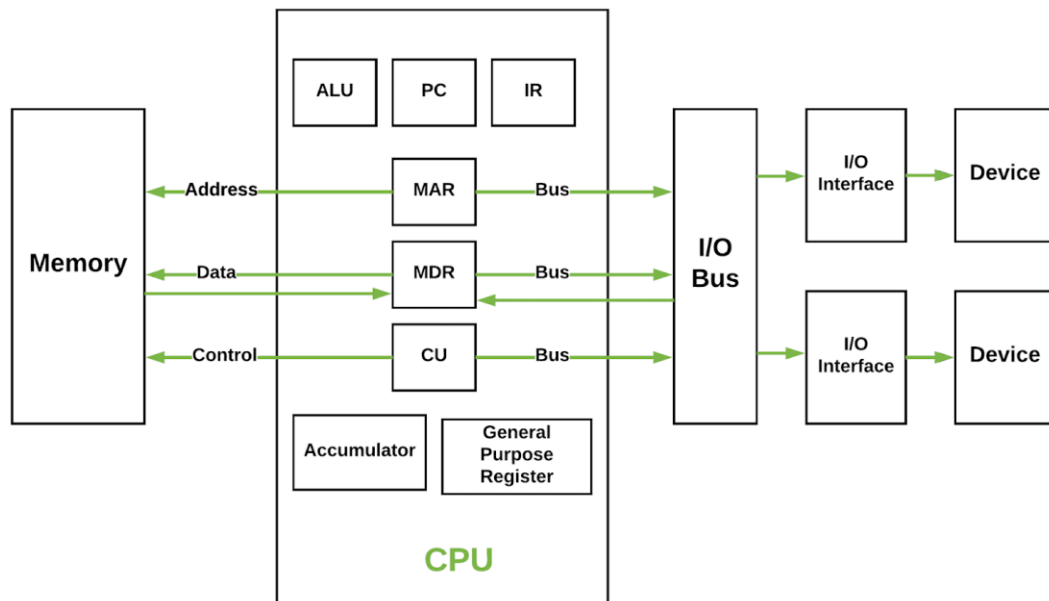 ALU
PC
IR
Memory
Address
MAR
Bus
Data
MDR
Bus
Control
CU
Bus
Accumulator
General
Purpose
Register
CPU
I/O
Bus
I/O
Interface
Device
I/O
Interface
Device